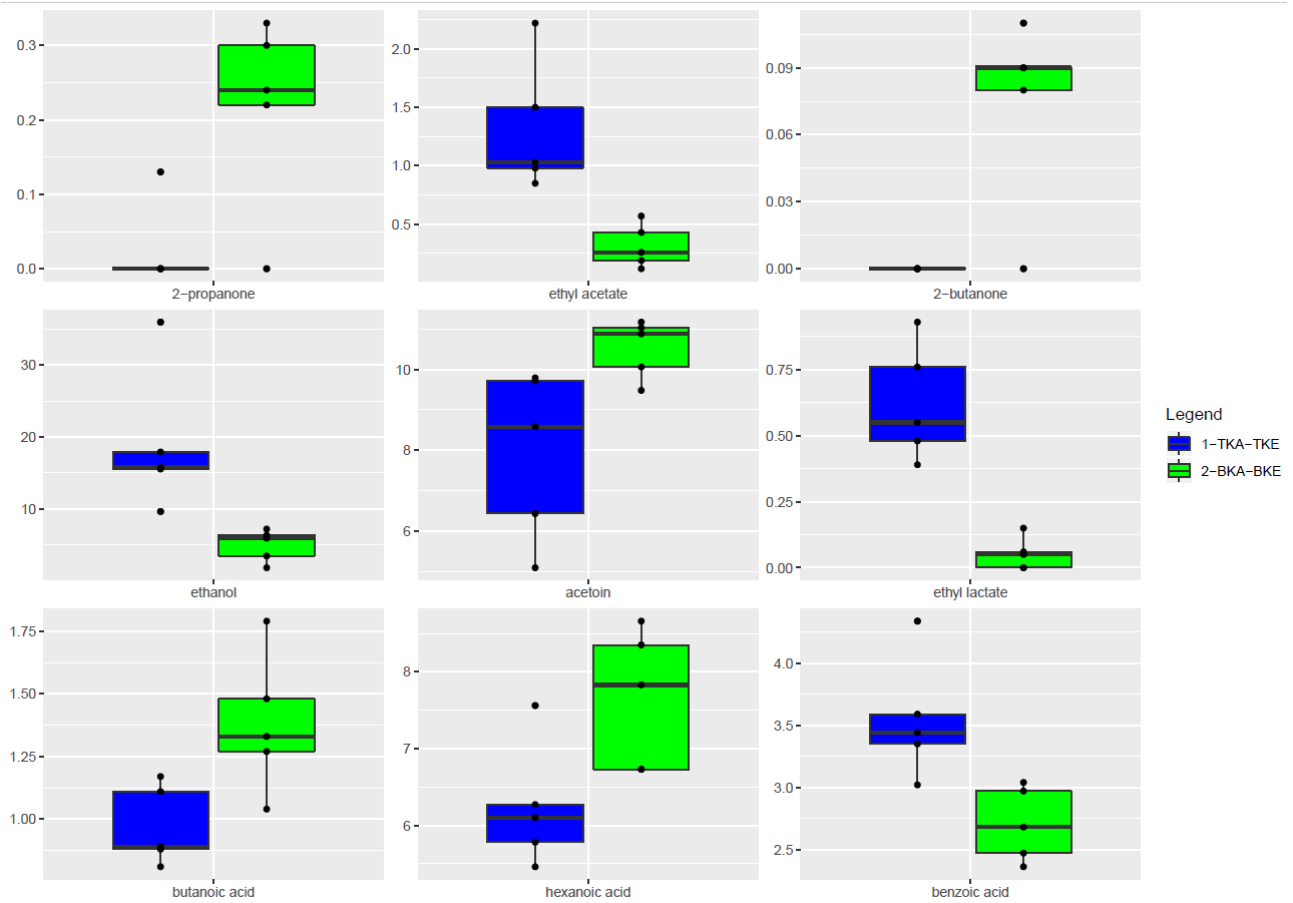 0.3
0.2
0.1
0.0
2-propanone
2.0
1.5
1.0
0.5
ethyl acetate
0.09
0.06
0.03
0.00
2-butanone
30
20
10
ethanol
10
8
6
acetoin
0.75
0.50
0.25
0.00
ethyl lactate
Legend
1-TKA-TKE
2-BKA-BKE
1.75
1.50
1.25
1.00
butanoic acid
8
7
6
hexanoic acid
4.0
3.5
3.0
2.5
benzoic acid